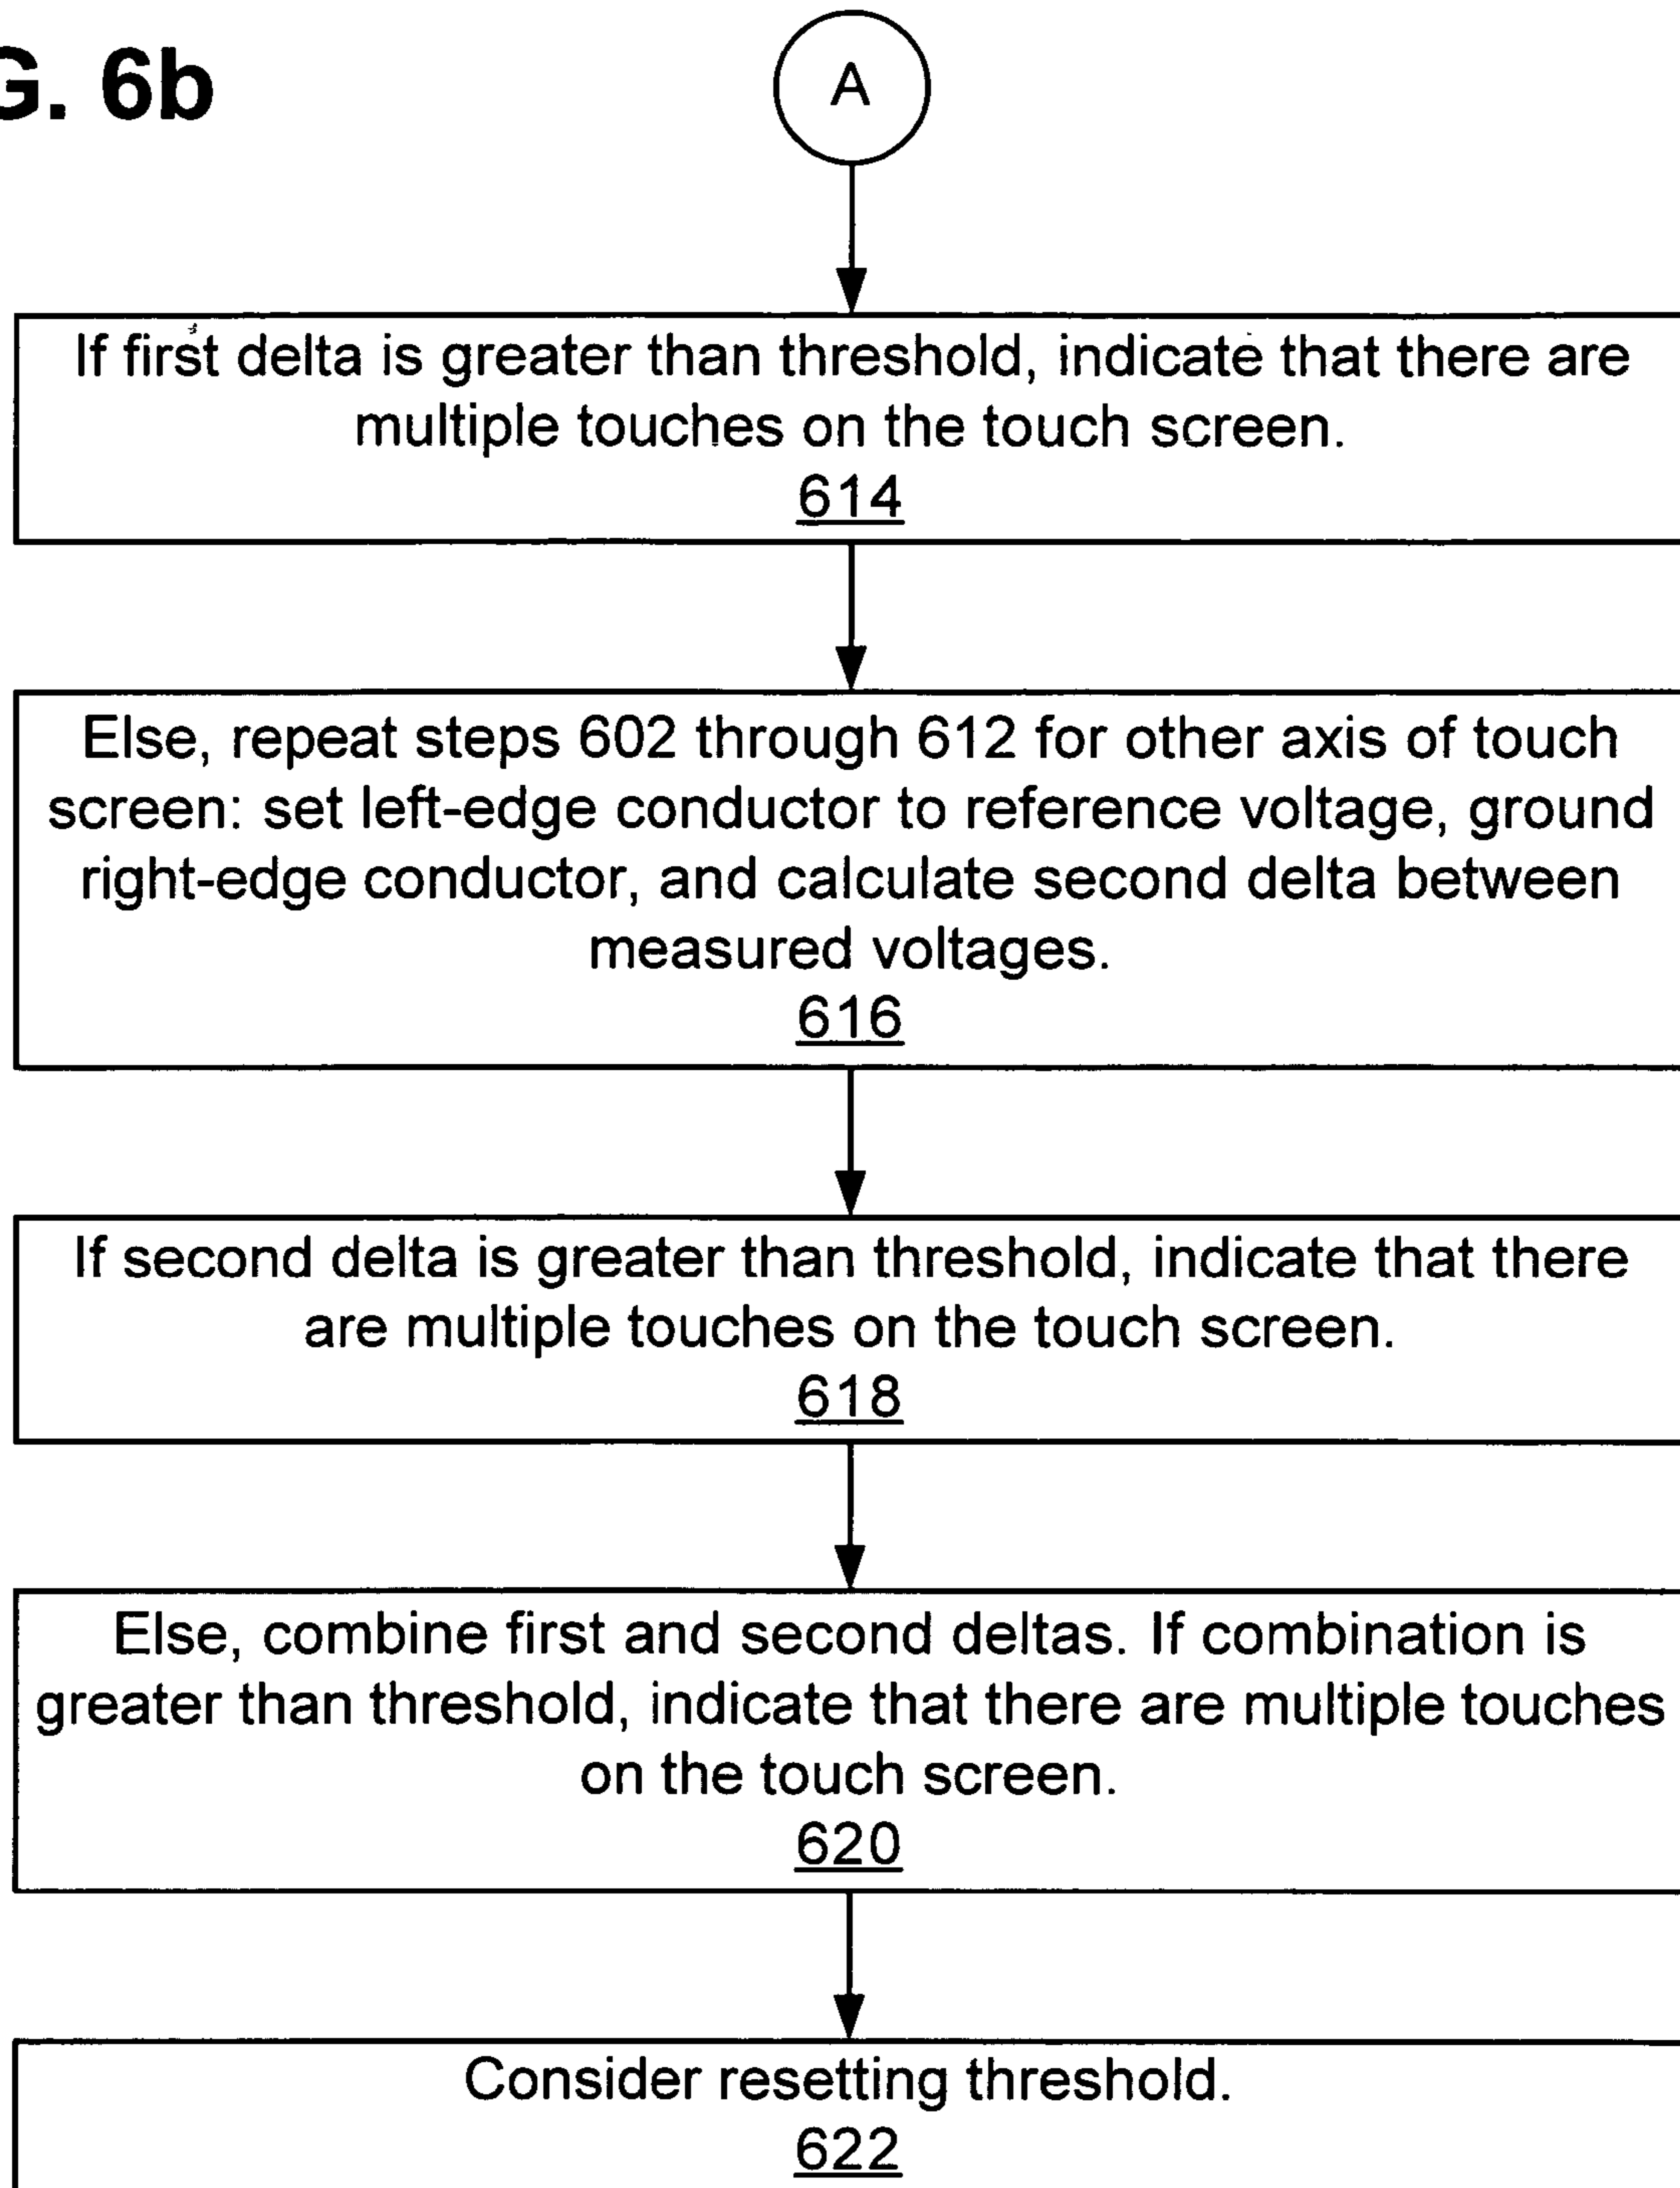 G. 6b
A
If first delta is greater than threshold, indicate that there are
multiple touches on the touch screen.
614
Else, repeat steps 602 through 612 for other axis of touch
screen: set left-edge conductor to reference voltage, ground
right-edge conductor, and calculate second delta between
measured voltages.
616
If second delta is greater than threshold, indicate that there
are multiple touches on the touch screen.
618
Else, combine first and second deltas. If combination is
greater than threshold, indicate that there are multiple touches
on the touch screen.
620
Consider resetting threshold.
622